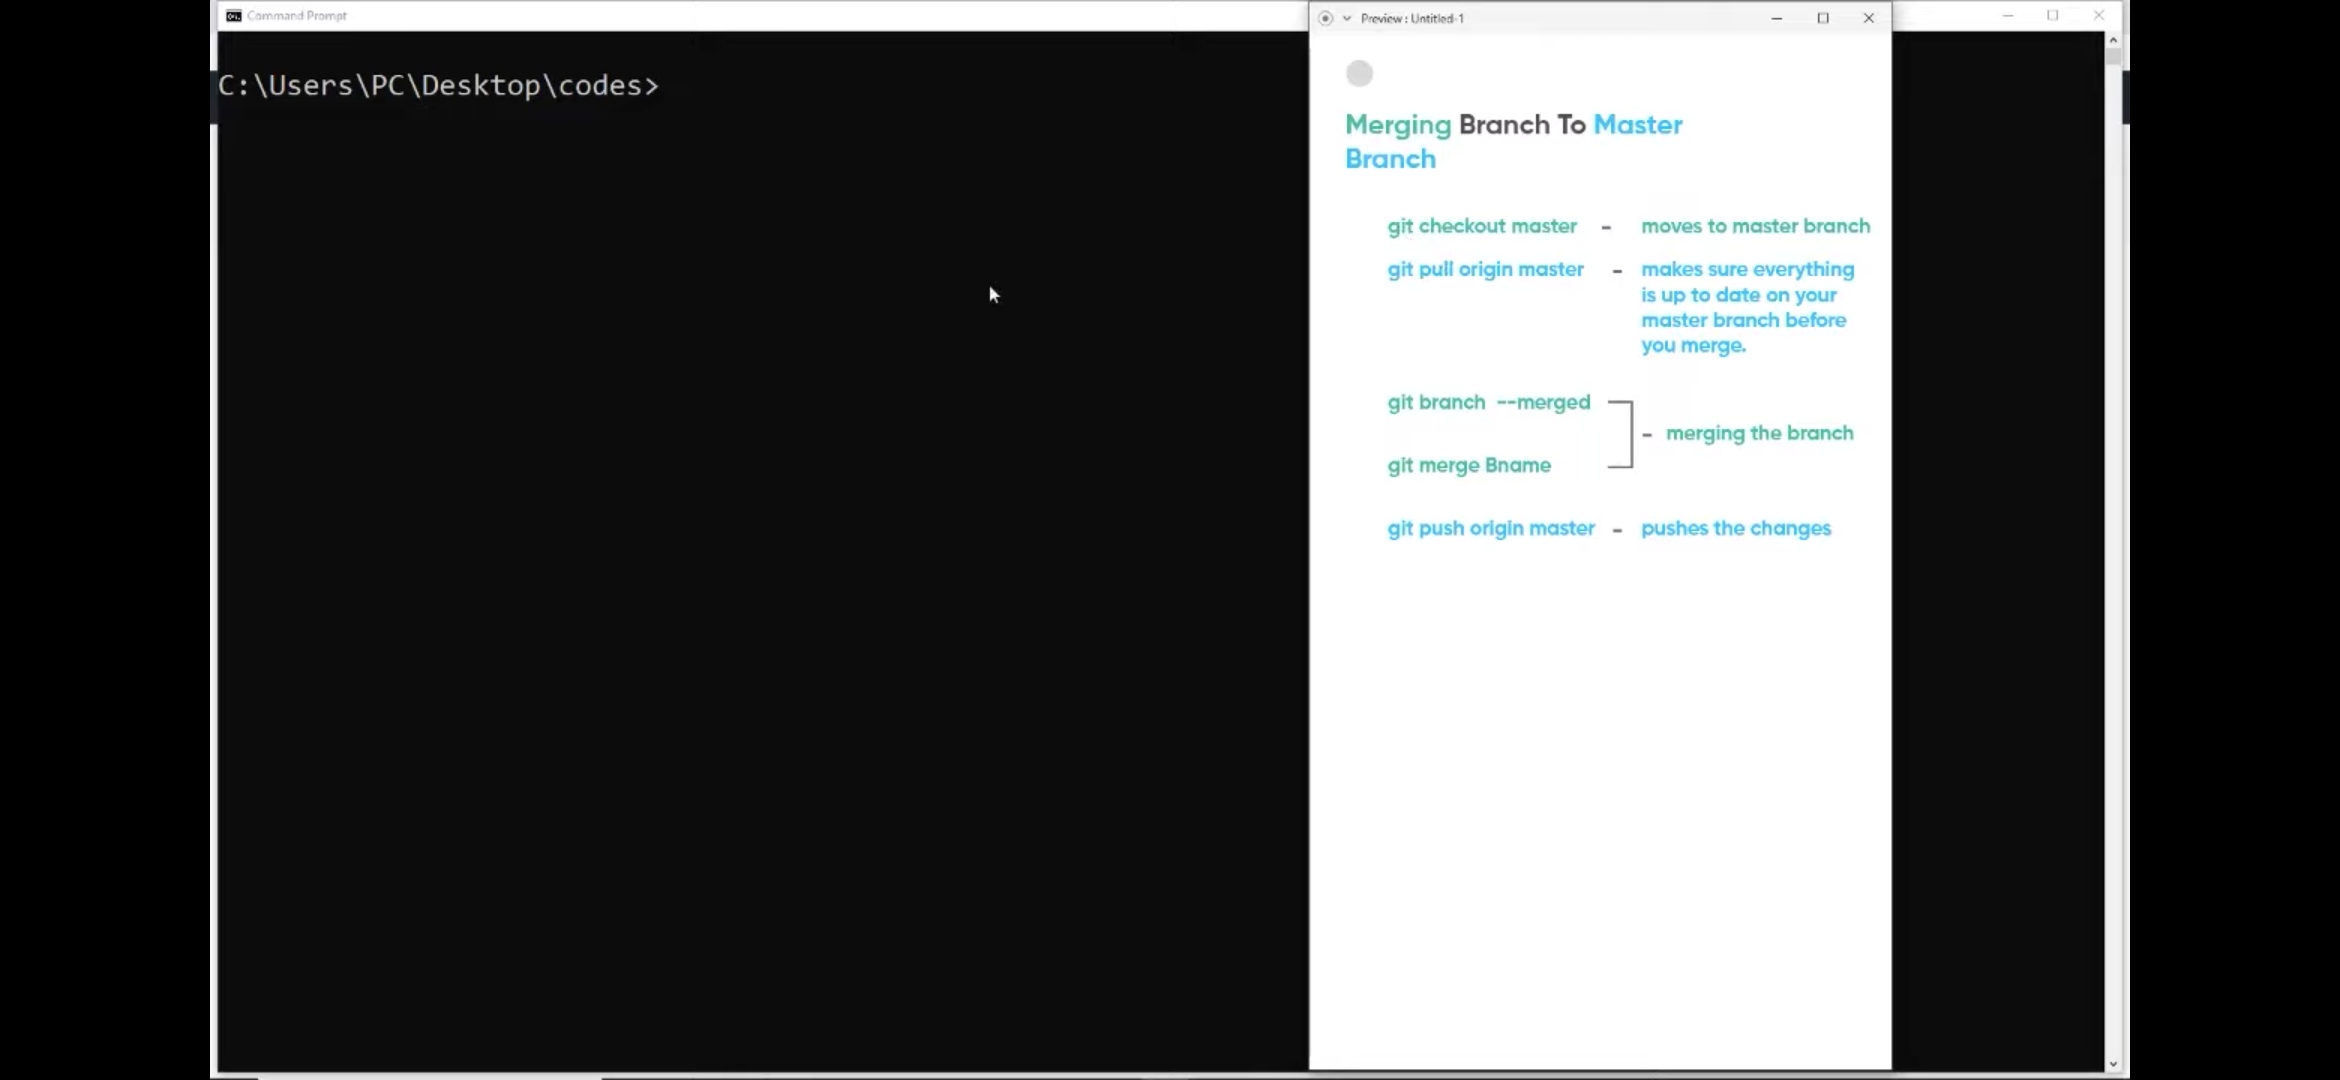 Command Prompt
Preview : Untitled-1
C:\Users\PC\Desktop\codes>
Merging Branch To Master
Branch
git checkout master - moves to master branch
git pull origin master - makes sure everything
is up to date on your
master branch before
you merge.
git branch --merged
- merging the branch
git merge Bname
git push origin master - pushes the changes